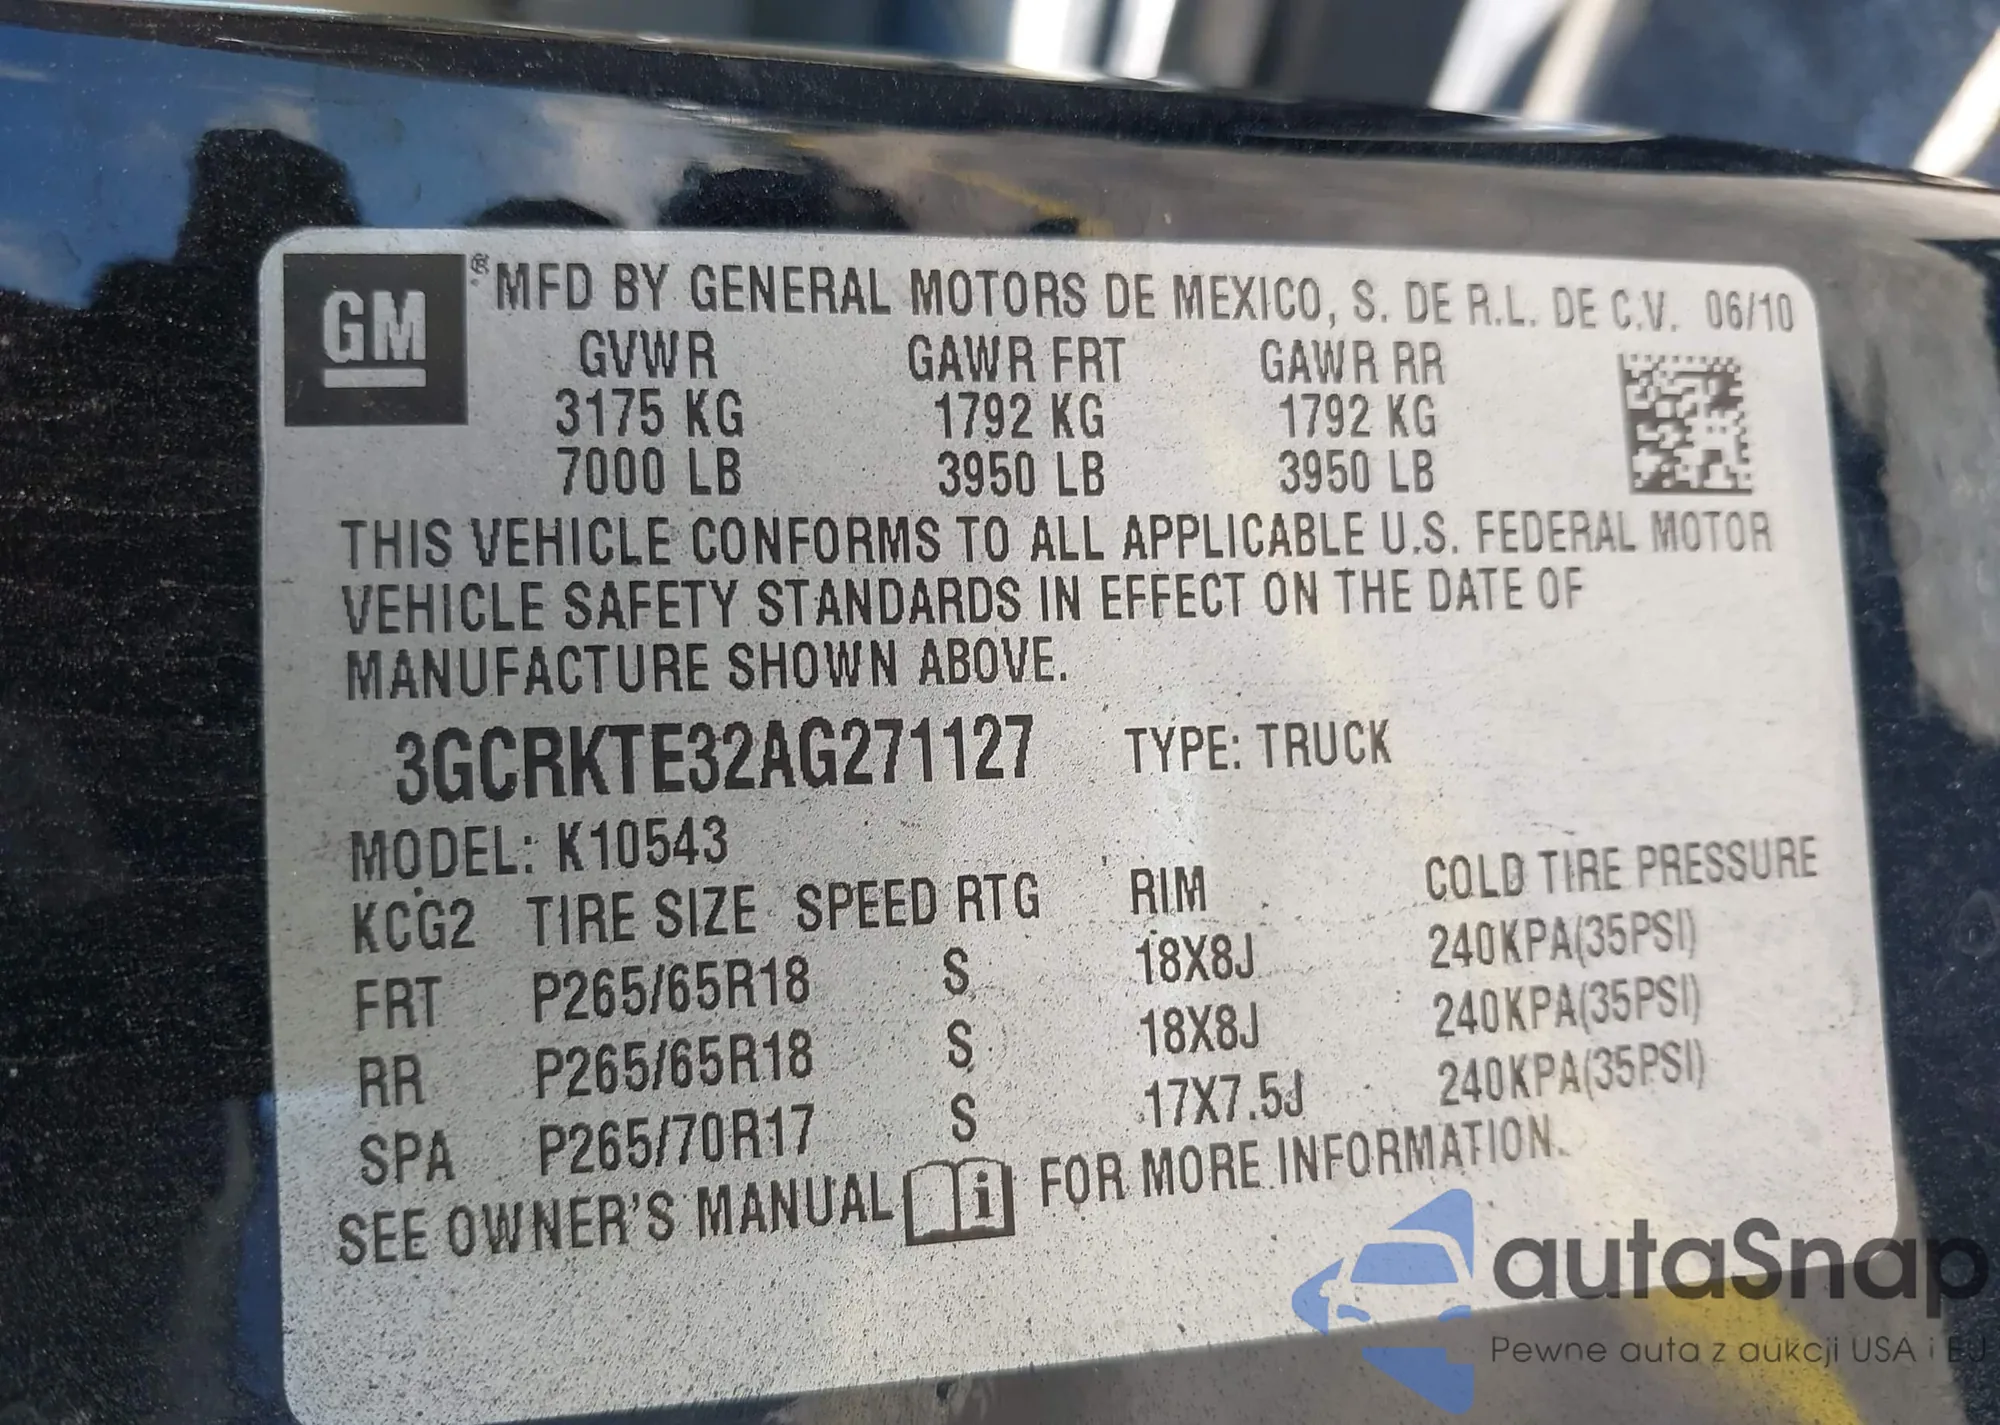 GM
® MFD BY GENERAL MOTORS DE MEXICO, S. DE R.L. DE C.V. 06/10
GVWR GAWR FRT GAWR RR
3175 KG 1792 KG 1792 KG
7000 LB 3950 LB 3950 LB
THIS VEHICLE CONFORMS TO ALL APPLICABLE U.S. FEDERAL MOTOR
VEHICLE SAFETY STANDARDS IN EFFECT ON THE DATE OF
MANUFACTURE SHOWN ABOVE.
3GCRKTE32AG271127 TYPE: TRUCK
MODEL: K10543
KCG2 TIRE SIZE SPEED RTG RIM COLD TIRE PRESSURE
FRT P265/65R18 S 18X8J 240KPA(35PSI)
RR P265/65R18 S 18X8J 240KPA(35PSI)
SPA P265/70R17 S 17X7.5J 240KPA(35PSI)
SEE OWNER'S MANUAL i FOR MORE INFORMATION.
autaSnap
Pewne auta z aukcji USA i EU